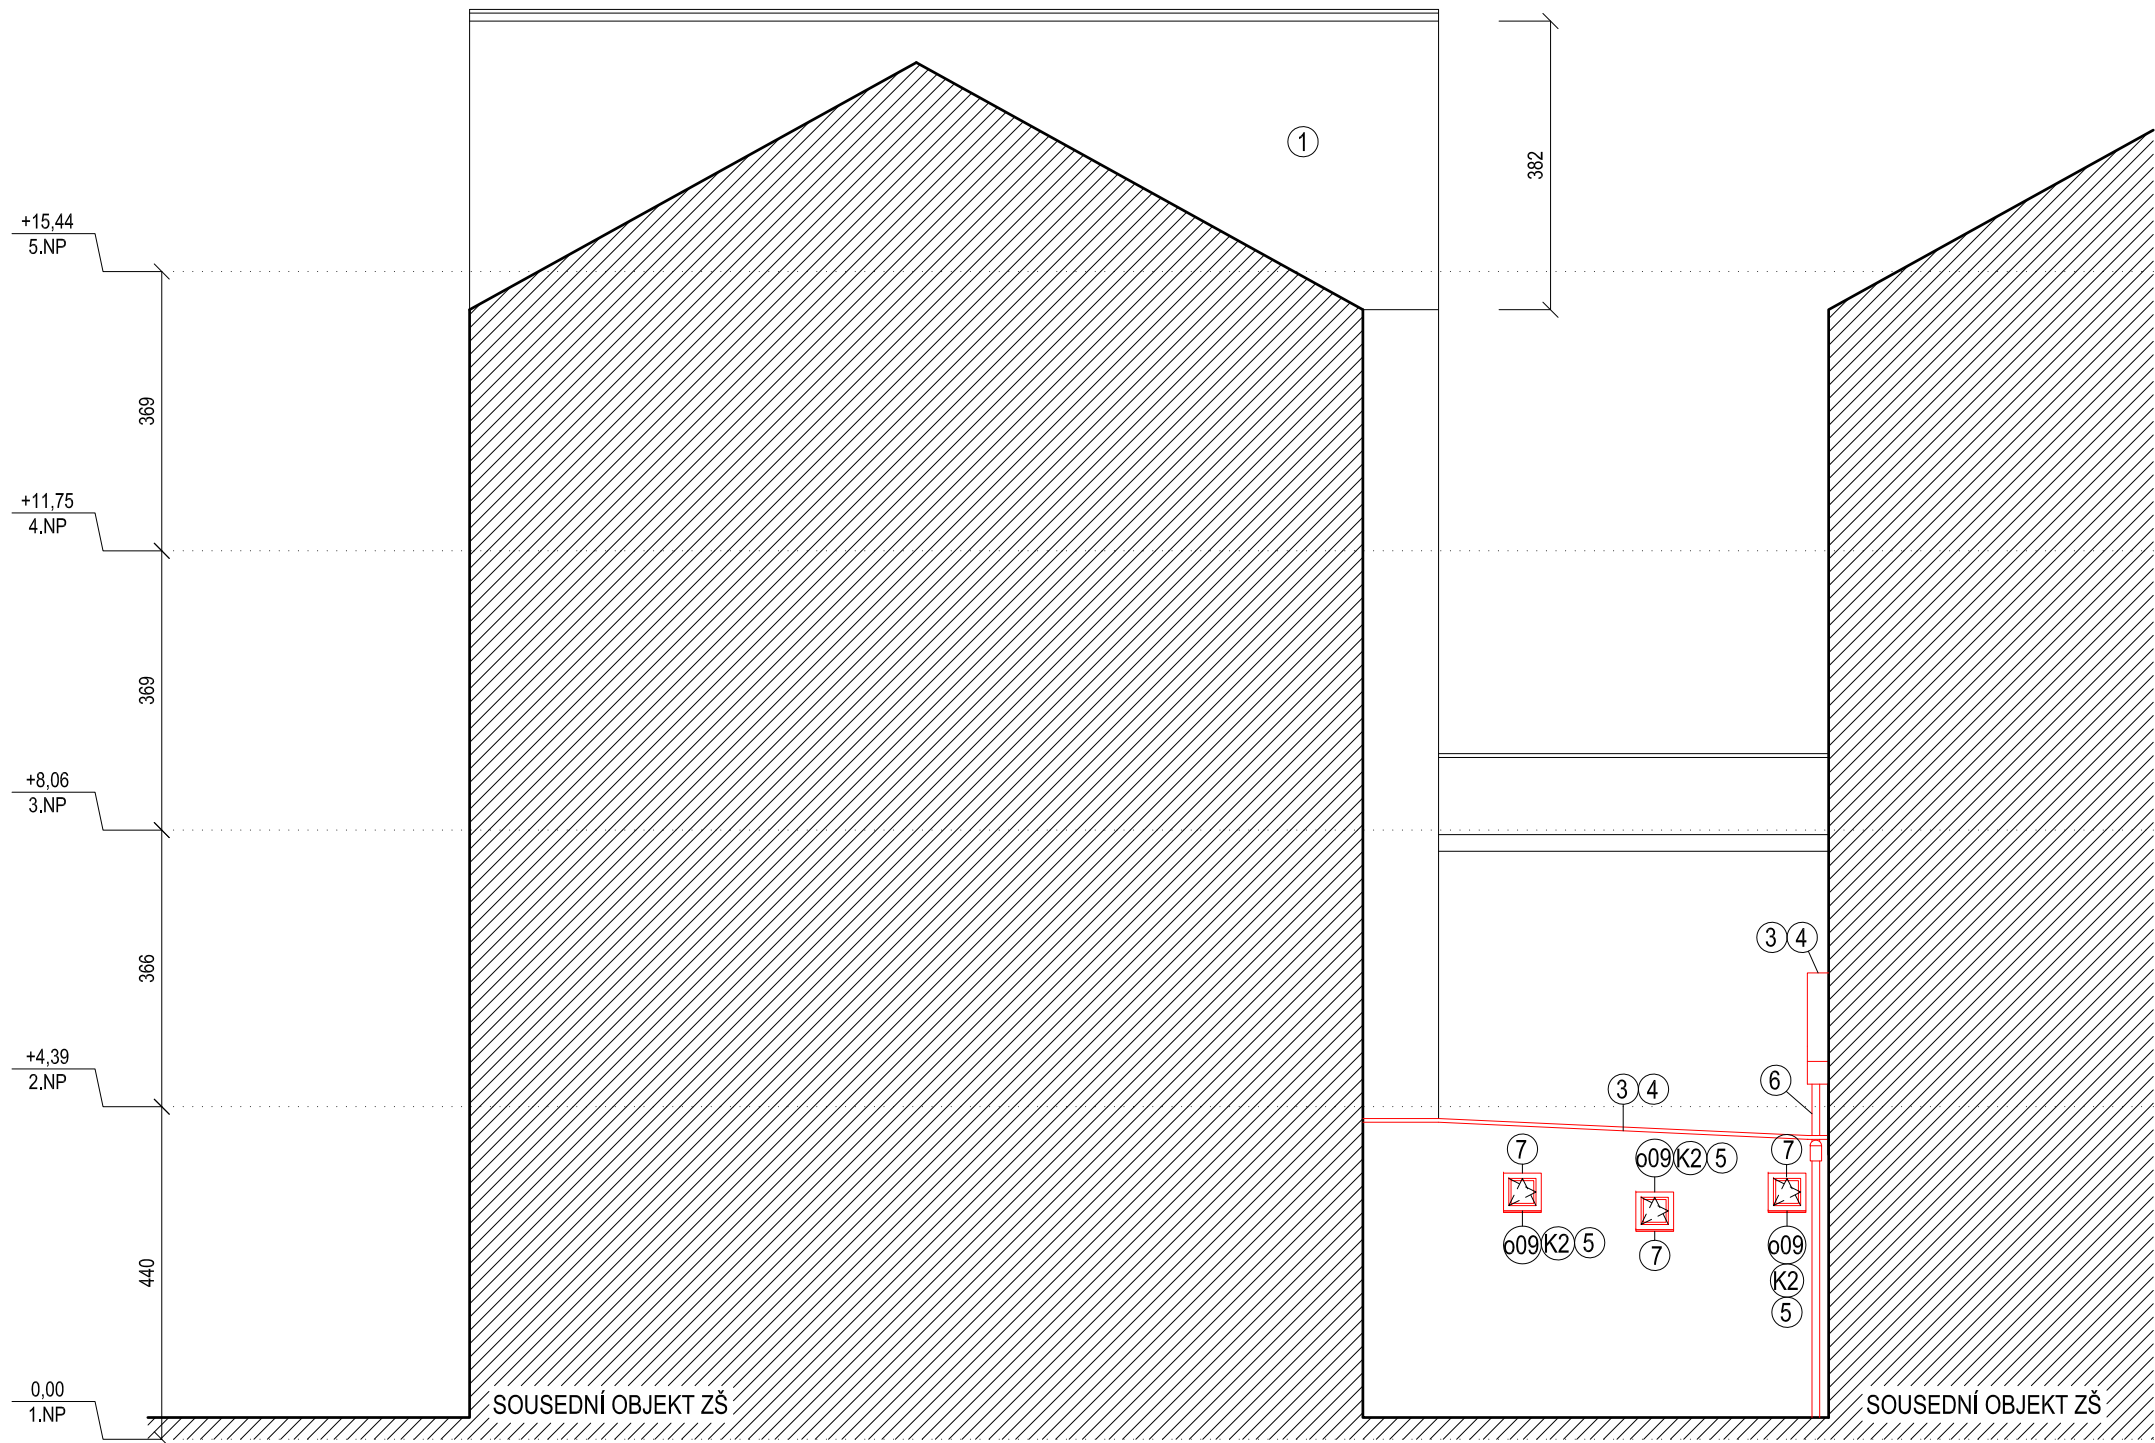 1
382
+15,44
5.NP
369
+11,75
4.NP
369
+8,06
3.NP
3 4
366
+4,39
2.NP
6
3 4
7
o09 K2 5
7
o09 K2 5
7
o09
K2
5
440
0,00
1.NP
SOUSEDNÍ OBJEKT ZŠ
SOUSEDNÍ OBJEKT ZŠ